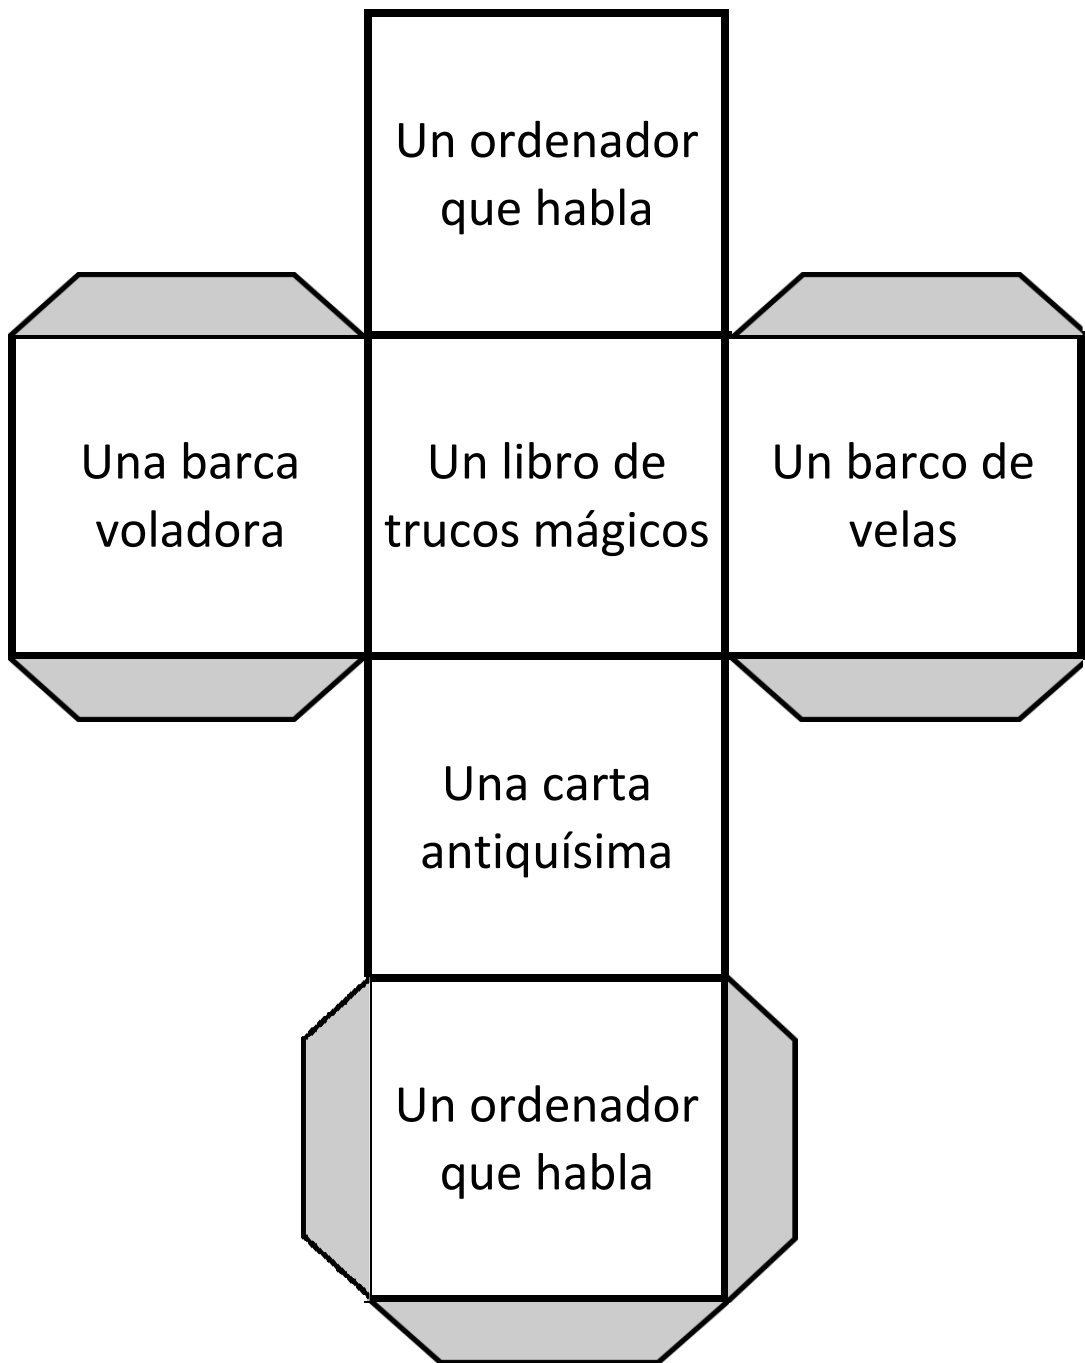 Un ordenador
que habla
Una barca
voladora
Un libro de
trucos mágicos
Un barco de
velas
Una carta
antiquísima
Un ordenador
que habla